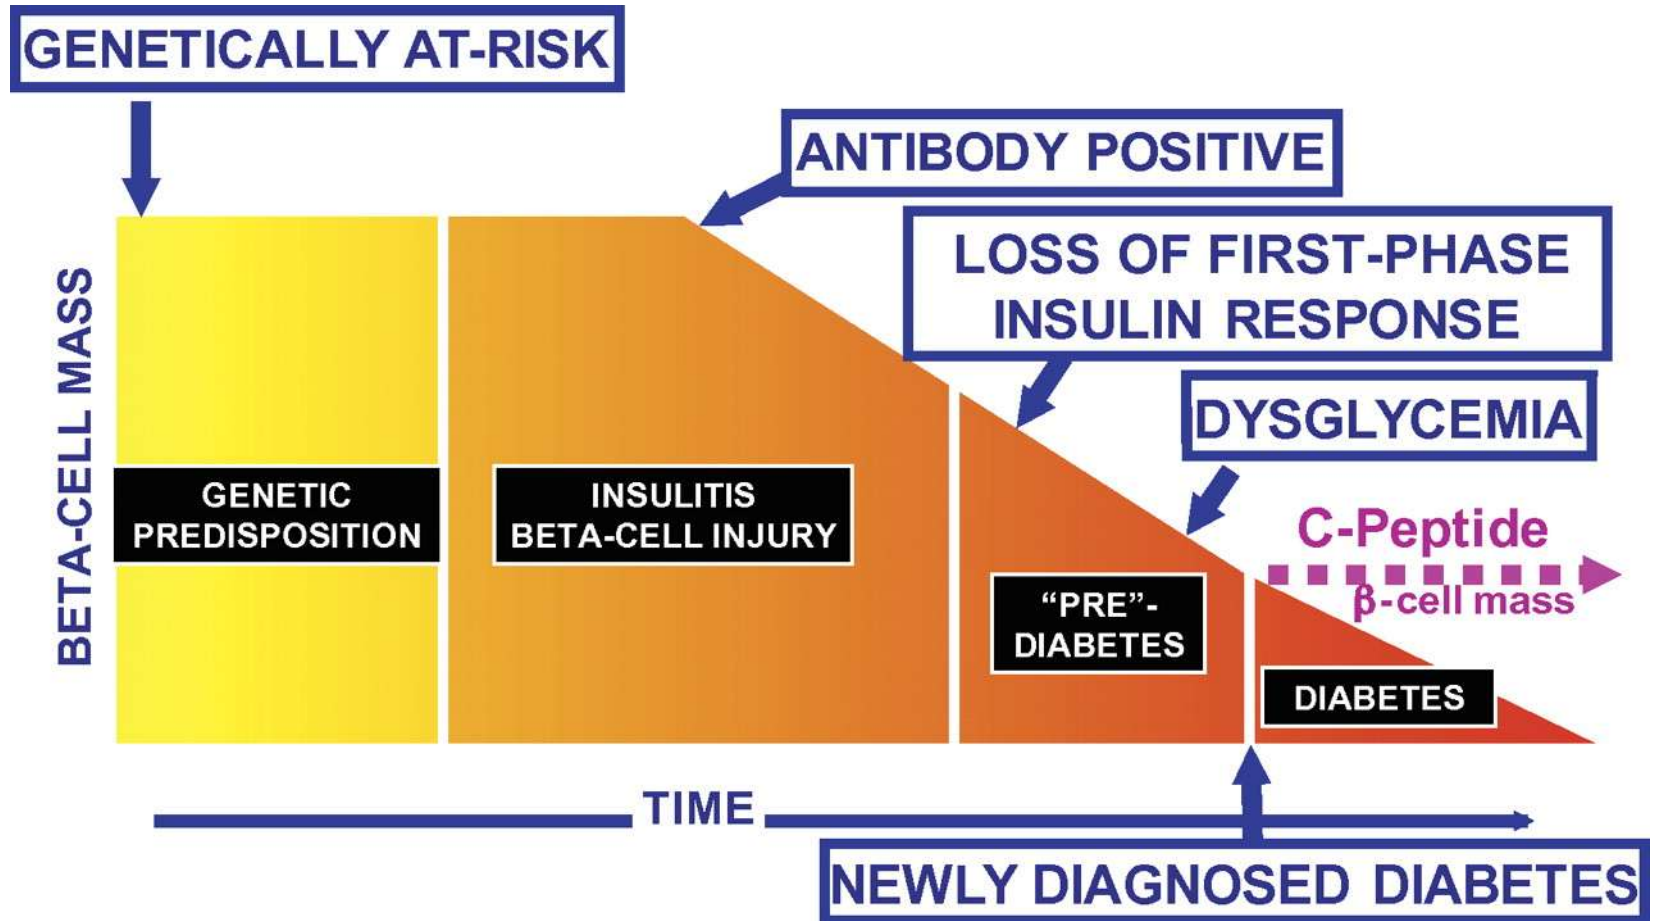 GENETICALLY AT-RISK
ANTIBODY POSITIVE
LOSS OF FIRST-PHASE
INSULIN RESPONSE
DYSGLYCEMIA
BETA-CELL MASS
GENETIC
PREDISPOSITION
INSULITIS
BETA-CELL INJURY
“PRE”-
DIABETES
C-Peptide
β-cell mass
DIABETES
TIME
NEWLY DIAGNOSED DIABETES